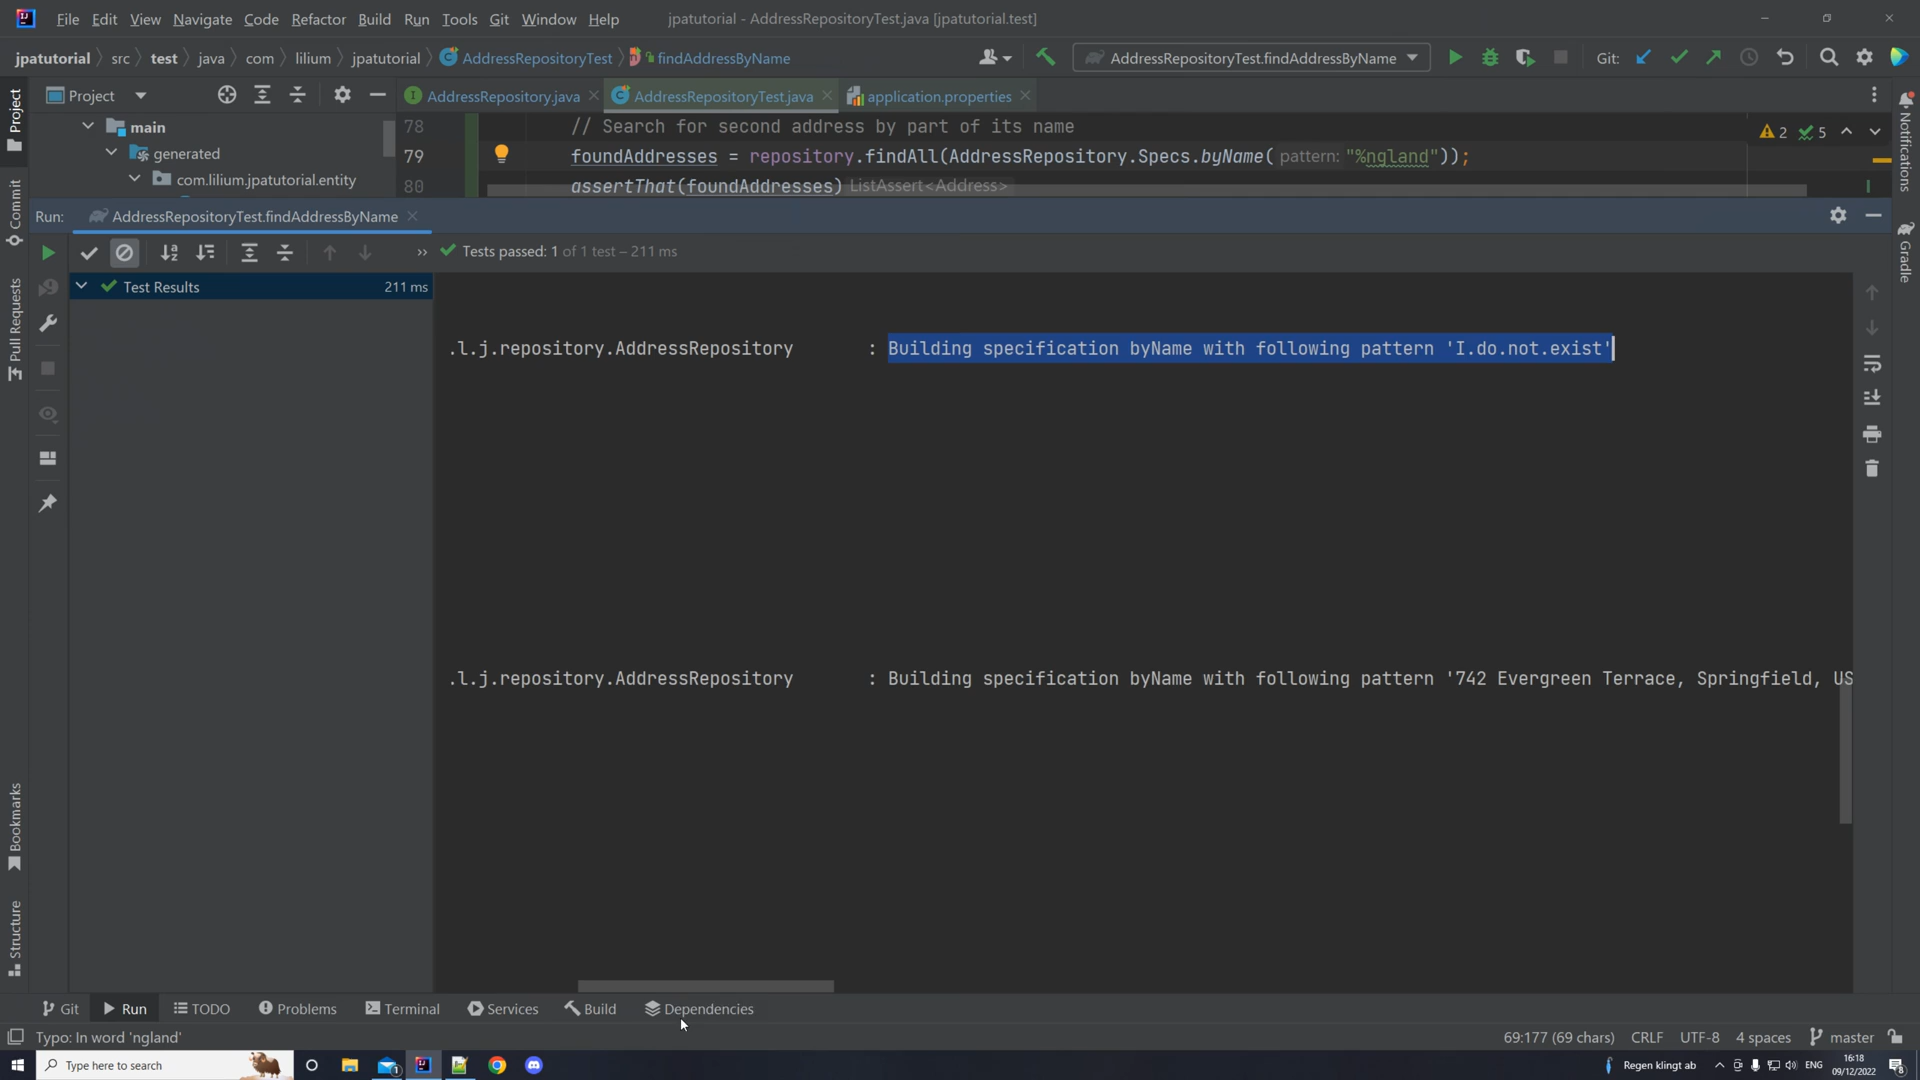 File Edit View Navigate Code Refactor Build Run Tools Git Window Help jpatutorial - AddressRepositoryTest.java [jpatutorial.test]
jpatutorial src test java com lilium jpatutorial AddressRepositoryTest findAddressByName AddressRepositoryTest.findAddressByName Git:
Project AddressRepository.java AddressRepositoryTest.java application.properties
main
generated
com.lilium.jpatutorial.entity
78 // Search for second address by part of its name
79 foundAddresses = repository.findAll(AddressRepository.Specs.byName( pattern: "%ngland"));
80 assertThat(foundAddresses) ListAssert<Address>
2 5
Run: AddressRepositoryTest.findAddressByName
» Tests passed: 1 of 1 test – 211 ms
Test Results 211 ms
.l.j.repository.AddressRepository : Building specification byName with following pattern 'I.do.not.exist'
.l.j.repository.AddressRepository : Building specification byName with following pattern '742 Evergreen Terrace, Springfield, US
Project
Commit
Pull Requests
Bookmarks
Structure
Notifications
Gradle
Git Run TODO Problems Terminal Services Build Dependencies
Typo: In word 'ngland' 69:177 (69 chars) CRLF UTF-8 4 spaces master
Type here to search Regen klingt ab ENG 16:18
09/12/2022